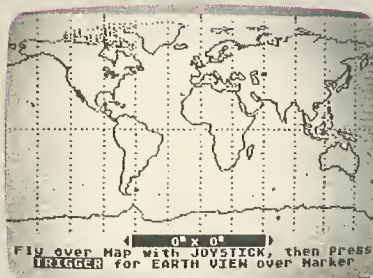 0° X 0°
Fly over Map with JOYSTICK, then press
TRIGGER for EARTH VIEW over Marker